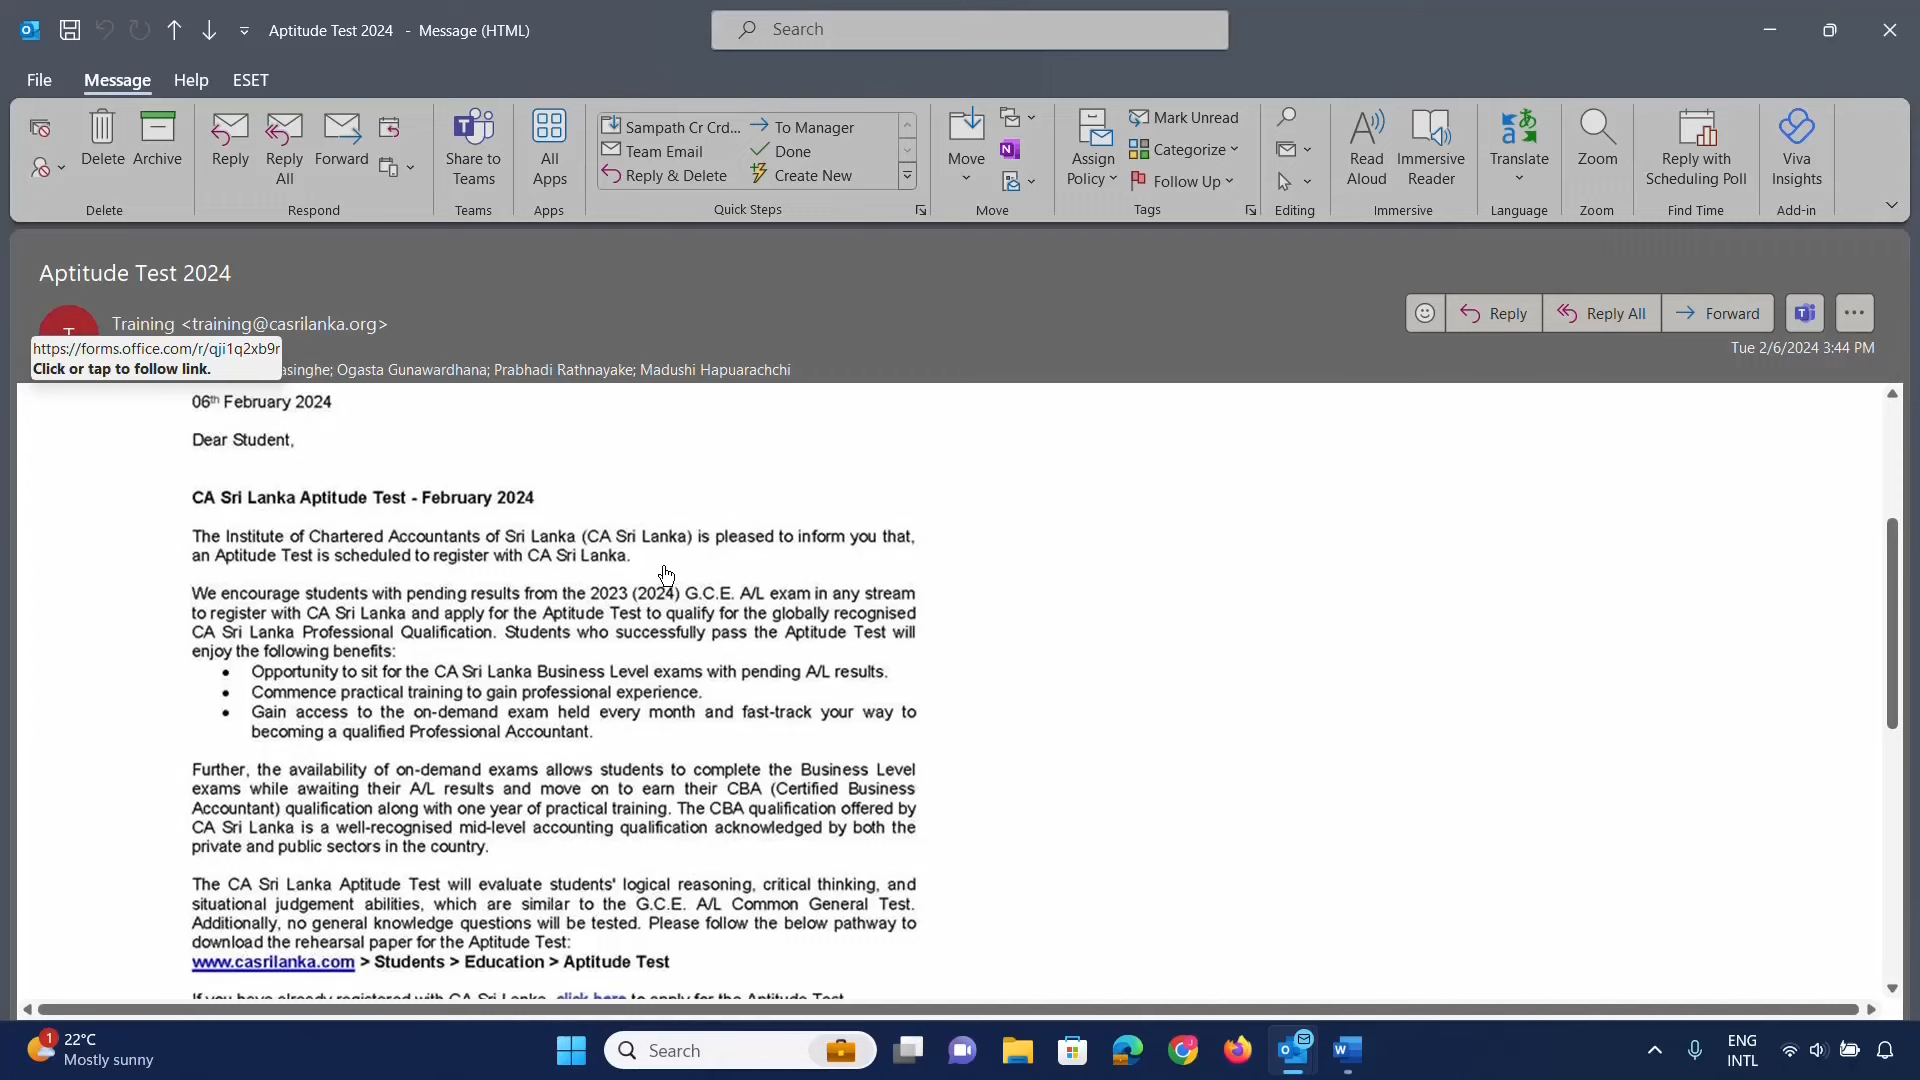 Aptitude Test 2024 - Message (HTML)
Search
File Message Help ESET
Delete
Archive
Delete
Reply
Reply All
Forward
Respond
Share to Teams
Teams
All Apps
Apps
Sampath Cr Crd... To Manager
Team Email Done
Reply & Delete Create New
Quick Steps
Move
Move
Assign Policy
Mark Unread
Categorize
Follow Up
Tags
Editing
Read Aloud
Immersive Reader
Immersive
Translate
Language
Zoom
Zoom
Reply with Scheduling Poll
Find Time
Viva Insights
Add-in
Aptitude Test 2024
T
Training <training@casrilanka.org>
Reply Reply All Forward
Tue 2/6/2024 3:44 PM
https://forms.office.com/r/qji1q2xb9r
Click or tap to follow link.
asinghe; Ogasta Gunawardhana; Prabhadi Rathnayake; Madushi Hapuarachchi
06th February 2024
Dear Student,
CA Sri Lanka Aptitude Test - February 2024
The Institute of Chartered Accountants of Sri Lanka (CA Sri Lanka) is pleased to inform you that,
an Aptitude Test is scheduled to register with CA Sri Lanka.
We encourage students with pending results from the 2023 (2024) G.C.E. A/L exam in any stream
to register with CA Sri Lanka and apply for the Aptitude Test to qualify for the globally recognised
CA Sri Lanka Professional Qualification. Students who successfully pass the Aptitude Test will
enjoy the following benefits:
• Opportunity to sit for the CA Sri Lanka Business Level exams with pending A/L results.
• Commence practical training to gain professional experience.
• Gain access to the on-demand exam held every month and fast-track your way to
becoming a qualified Professional Accountant.
Further, the availability of on-demand exams allows students to complete the Business Level
exams while awaiting their A/L results and move on to earn their CBA (Certified Business
Accountant) qualification along with one year of practical training. The CBA qualification offered by
CA Sri Lanka is a well-recognised mid-level accounting qualification acknowledged by both the
private and public sectors in the country.
The CA Sri Lanka Aptitude Test will evaluate students' logical reasoning, critical thinking, and
situational judgement abilities, which are similar to the G.C.E. A/L Common General Test.
Additionally, no general knowledge questions will be tested. Please follow the below pathway to
download the rehearsal paper for the Aptitude Test:
www.casrilanka.com > Students > Education > Aptitude Test
If you have already registered with CA Sri Lanka, click here to apply for the Aptitude Test
1
22°C
Mostly sunny
Search
ENG
INTL